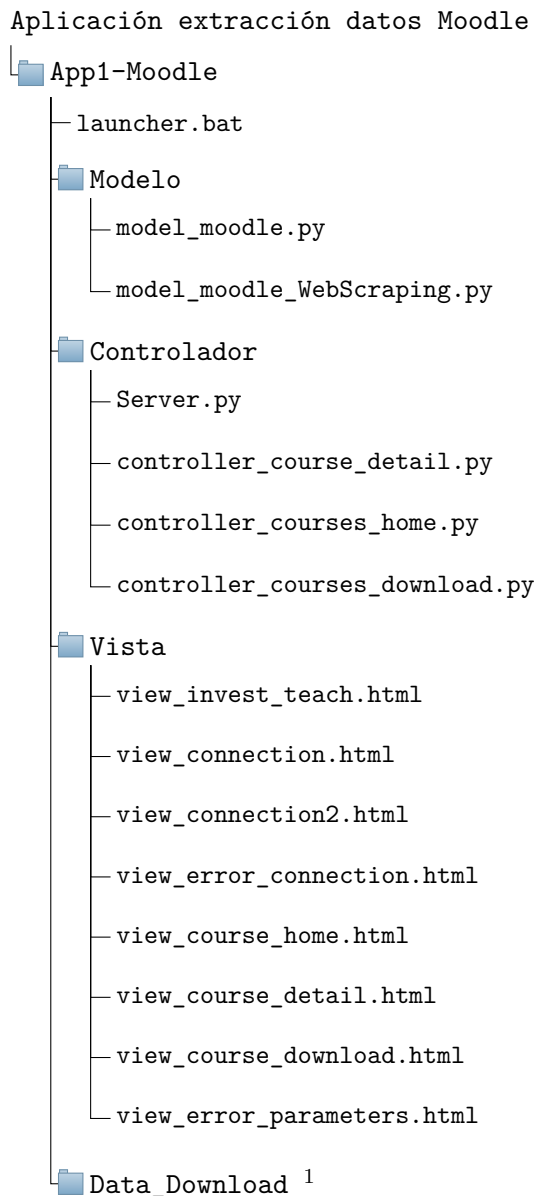 Aplicación extracción datos Moodle
App1-Moodle
launcher.bat
Modelo
model_moodle.py
model_moodle_WebScraping.py
Controlador
Server.py
controller_course_detail.py
controller_courses_home.py
controller_courses_download.py
Vista
view_invest_teach.html
view_connection.html
view_connection2.html
view_error_connection.html
view_course_home.html
view_course_detail.html
view_course_download.html
view_error_parameters.html
Data_Download 1